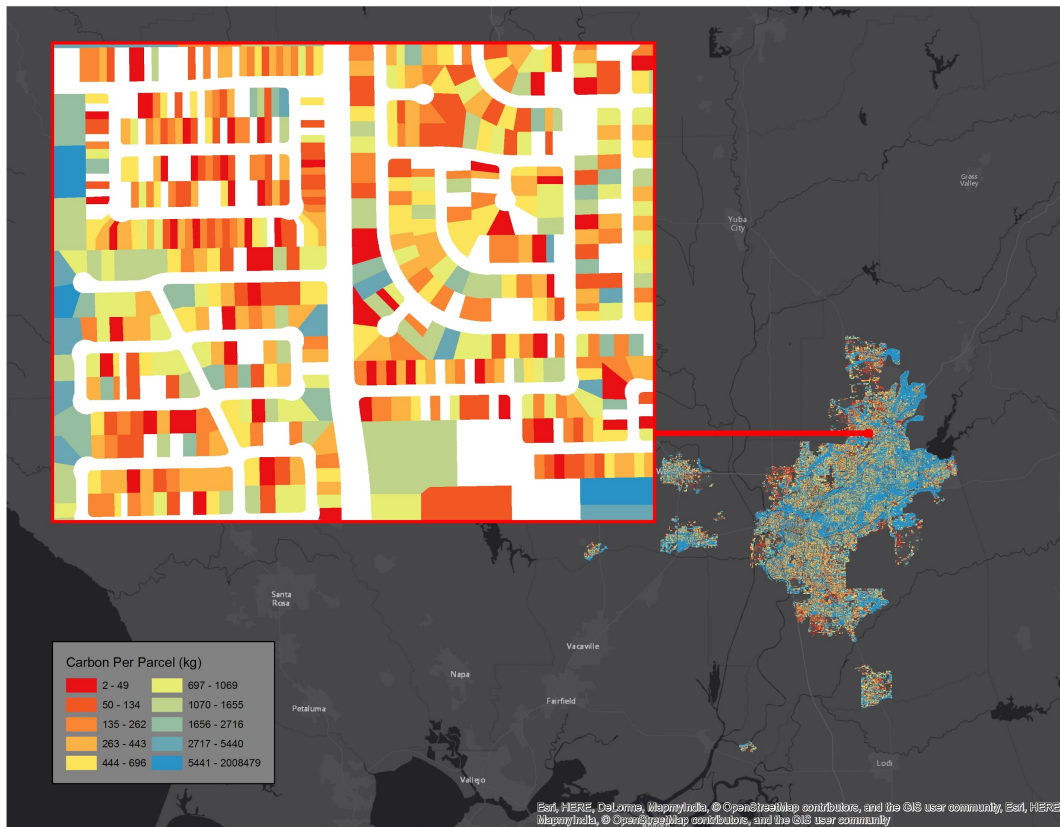 Grass
Valley
Yuba
City
W
Santa
Rosa
Vacaville
Napa
Fairfield
Petaluma
Vallejo
Lodi
Carbon Per Parcel (kg)
2 - 49
50 - 134
135 - 262
263 - 443
444 - 696
697 - 1069
1070 - 1655
1656 - 2716
2717 - 5440
5441 - 2008479
Esri, HERE, DeLorme, MapmyIndia, © OpenStreetMap contributors, and the GIS user community, Esri, HERE
MapmyIndia, © OpenStreetMap contributors, and the GIS user community